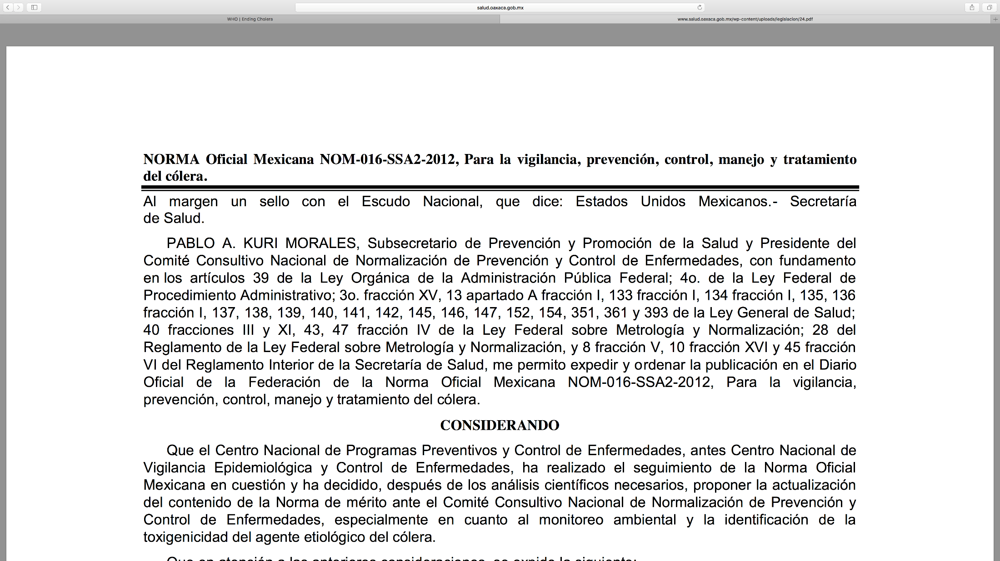 salud.oaxaca.gob.mx
WHO | Ending Cholera
www.salud.oaxaca.gob.mx/wp-content/uploads/legislacion/24.pdf
NORMA Oficial Mexicana NOM-016-SSA2-2012, Para la vigilancia, prevención, control, manejo y tratamiento
del cólera.
Al margen un sello con el Escudo Nacional, que dice: Estados Unidos Mexicanos.- Secretaría
de Salud.
PABLO A. KURI MORALES, Subsecretario de Prevención y Promoción de la Salud y Presidente del
Comité Consultivo Nacional de Normalización de Prevención y Control de Enfermedades, con fundamento
en los artículos 39 de la Ley Orgánica de la Administración Pública Federal; 4o. de la Ley Federal de
Procedimiento Administrativo; 3o. fracción XV, 13 apartado A fracción I, 133 fracción I, 134 fracción I, 135, 136
fracción I, 137, 138, 139, 140, 141, 142, 145, 146, 147, 152, 154, 351, 361 y 393 de la Ley General de Salud;
40 fracciones III y XI, 43, 47 fracción IV de la Ley Federal sobre Metrología y Normalización; 28 del
Reglamento de la Ley Federal sobre Metrología y Normalización, y 8 fracción V, 10 fracción XVI y 45 fracción
VI del Reglamento Interior de la Secretaría de Salud, me permito expedir y ordenar la publicación en el Diario
Oficial de la Federación de la Norma Oficial Mexicana NOM-016-SSA2-2012, Para la vigilancia,
prevención, control, manejo y tratamiento del cólera.
CONSIDERANDO
Que el Centro Nacional de Programas Preventivos y Control de Enfermedades, antes Centro Nacional de
Vigilancia Epidemiológica y Control de Enfermedades, ha realizado el seguimiento de la Norma Oficial
Mexicana en cuestión y ha decidido, después de los análisis científicos necesarios, proponer la actualización
del contenido de la Norma de mérito ante el Comité Consultivo Nacional de Normalización de Prevención y
Control de Enfermedades, especialmente en cuanto al monitoreo ambiental y la identificación de la
toxigenicidad del agente etiológico del cólera.
Que en atención a las anteriores consideraciones, se expide la siguiente: